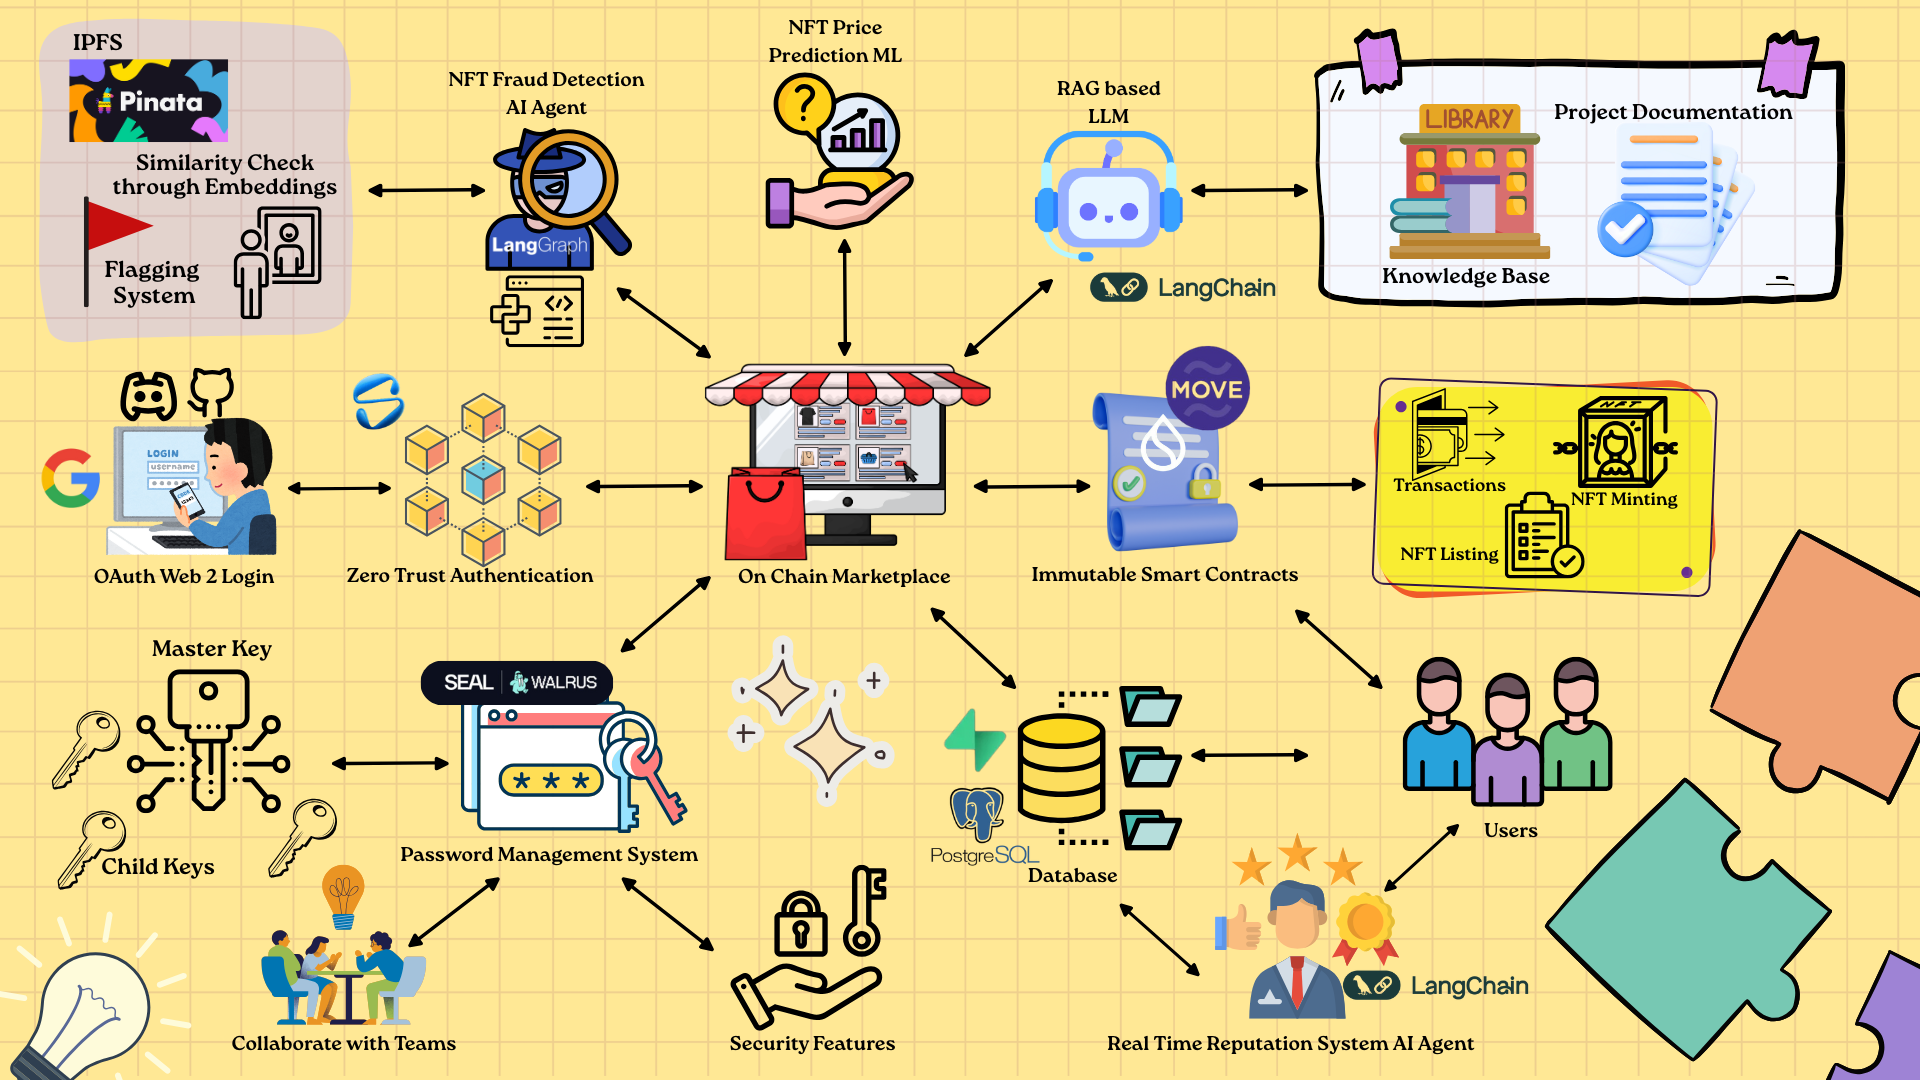 IPFS
Pinata
Similarity Check
through Embeddings
Flagging
System
NFT Fraud Detection
AI Agent
LangGraph
NFT Price
Prediction ML
?
RAG based
LLM
LangChain
LIBRARY
Project Documentation
Knowledge Base
LOGIN
username
OAuth Web 2 Login
Zero Trust Authentication
On Chain Marketplace
MOVE
Immutable Smart Contracts
Transactions
NFT
NFT Minting
NFT Listing
Master Key
Child Keys
SEAL | WALRUS
* * *
Password Management System
PostgreSQL
Database
Users
Collaborate with Teams
Security Features
LangChain
Real Time Reputation System AI Agent